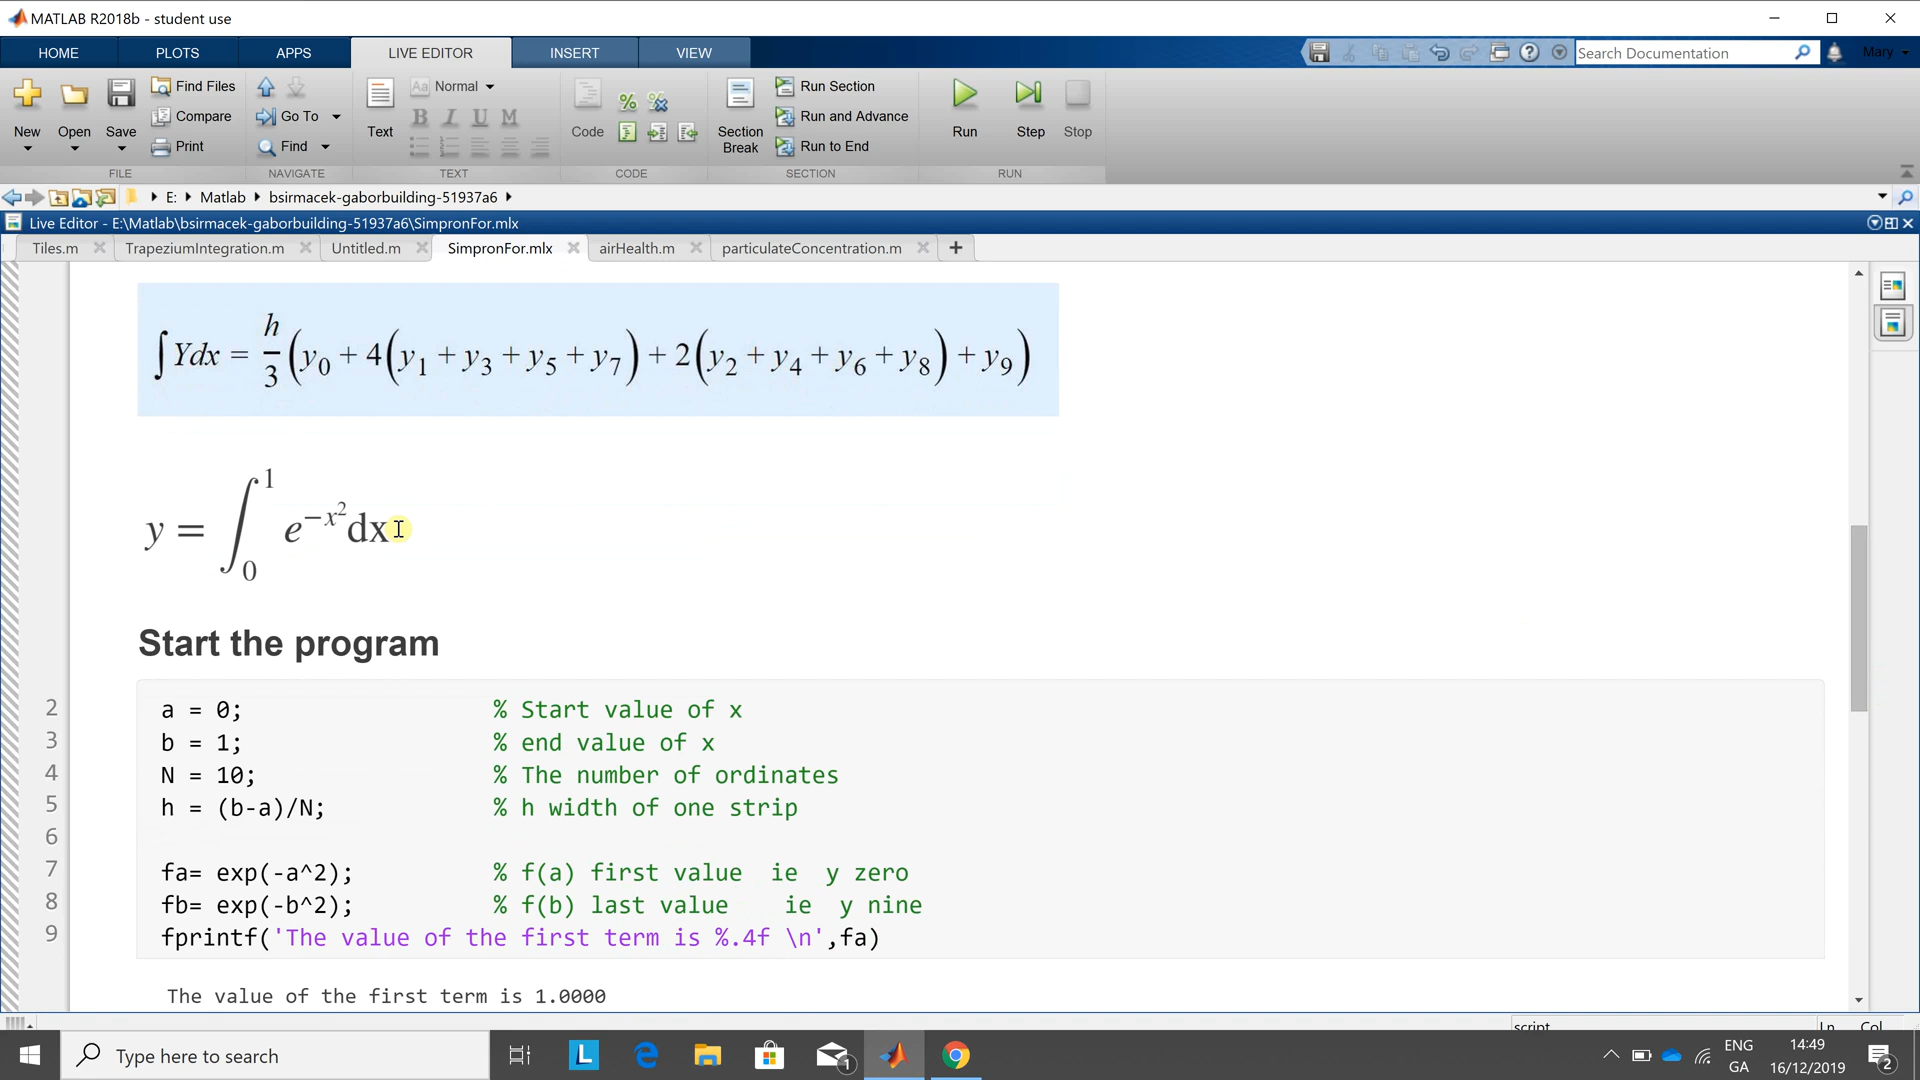 MATLAB R2018b - student use
HOME PLOTS APPS LIVE EDITOR INSERT VIEW Search Documentation Mary
New Open Save Find Files Compare Print Go To Find Text Normal B I U M Code Section Break Run Section Run and Advance Run to End Run Step Stop
FILE NAVIGATE TEXT CODE SECTION RUN
E: Matlab bsirmacek-gaborbuilding-51937a6
Live Editor - E:\Matlab\bsirmacek-gaborbuilding-51937a6\SimpronFor.mlx
Tiles.m TrapeziumIntegration.m Untitled.m SimpronFor.mlx airHealth.m particulateConcentration.m
∫Ydx = h/3 (y₀ + 4(y₁ + y₃ + y₅ + y₇) + 2(y₂ + y₄ + y₆ + y₈) + y₉)
y = ∫₀¹ e^(−x²) dx
Start the program
2 a = 0; % Start value of x
3 b = 1; % end value of x
4 N = 10; % The number of ordinates
5 h = (b-a)/N; % h width of one strip
6
7 fa= exp(-a^2); % f(a) first value ie y zero
8 fb= exp(-b^2); % f(b) last value ie y nine
9 fprintf('The value of the first term is %.4f \n',fa)
The value of the first term is 1.0000
script Ln Col
Type here to search L 1 ENG 14:49
GA 16/12/2019 2